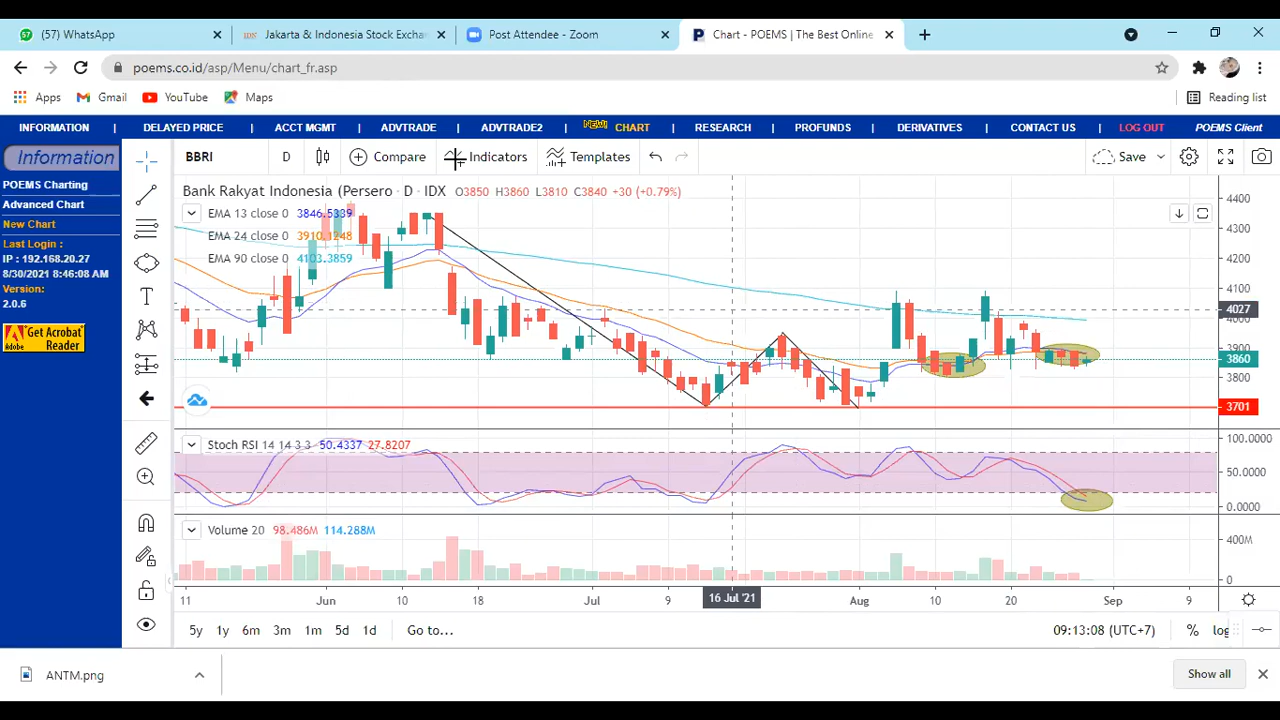 (57) WhatsApp
Jakarta & Indonesia Stock Excha
Post Attendee - Zoom
Chart - POEMS | The Best Online
poems.co.id/asp/Menu/chart_fr.asp
Apps Gmail YouTube Maps Reading list
INFORMATION | DELAYED PRICE | ACCT MGMT | ADVTRADE | ADVTRADE2 | NEW! CHART | RESEARCH | PROFUNDS | DERIVATIVES | CONTACT US | LOG OUT POEMS Client
Information
POEMS Charting
Advanced Chart
New Chart
Last Login :
IP : 192.168.20.27
8/30/2021 8:46:08 AM
Version:
2.0.6
Get Acrobat
Reader
BBRI D Compare Indicators Templates Save
Bank Rakyat Indonesia (Persero · D · IDX O3850 H3860 L3810 C3840 +30 (+0.79%)
EMA 13 close 0 3846.5339
EMA 24 close 0 3910.1248
EMA 90 close 0 4103.3859
4400
4300
4200
4100
4027
4000
3900
3860
3800
3701
Stoch RSI 14 14 3 3 50.4337 27.8207
100.0000
50.0000
0.0000
Volume 20 98.486M 114.288M
400M
0
11 Jun 10 18 Jul 9 16 Jul '21 Aug 10 20 Sep 9
5y 1y 6m 3m 1m 5d 1d Go to... 09:13:08 (UTC+7) % log
ANTM.png
Show all